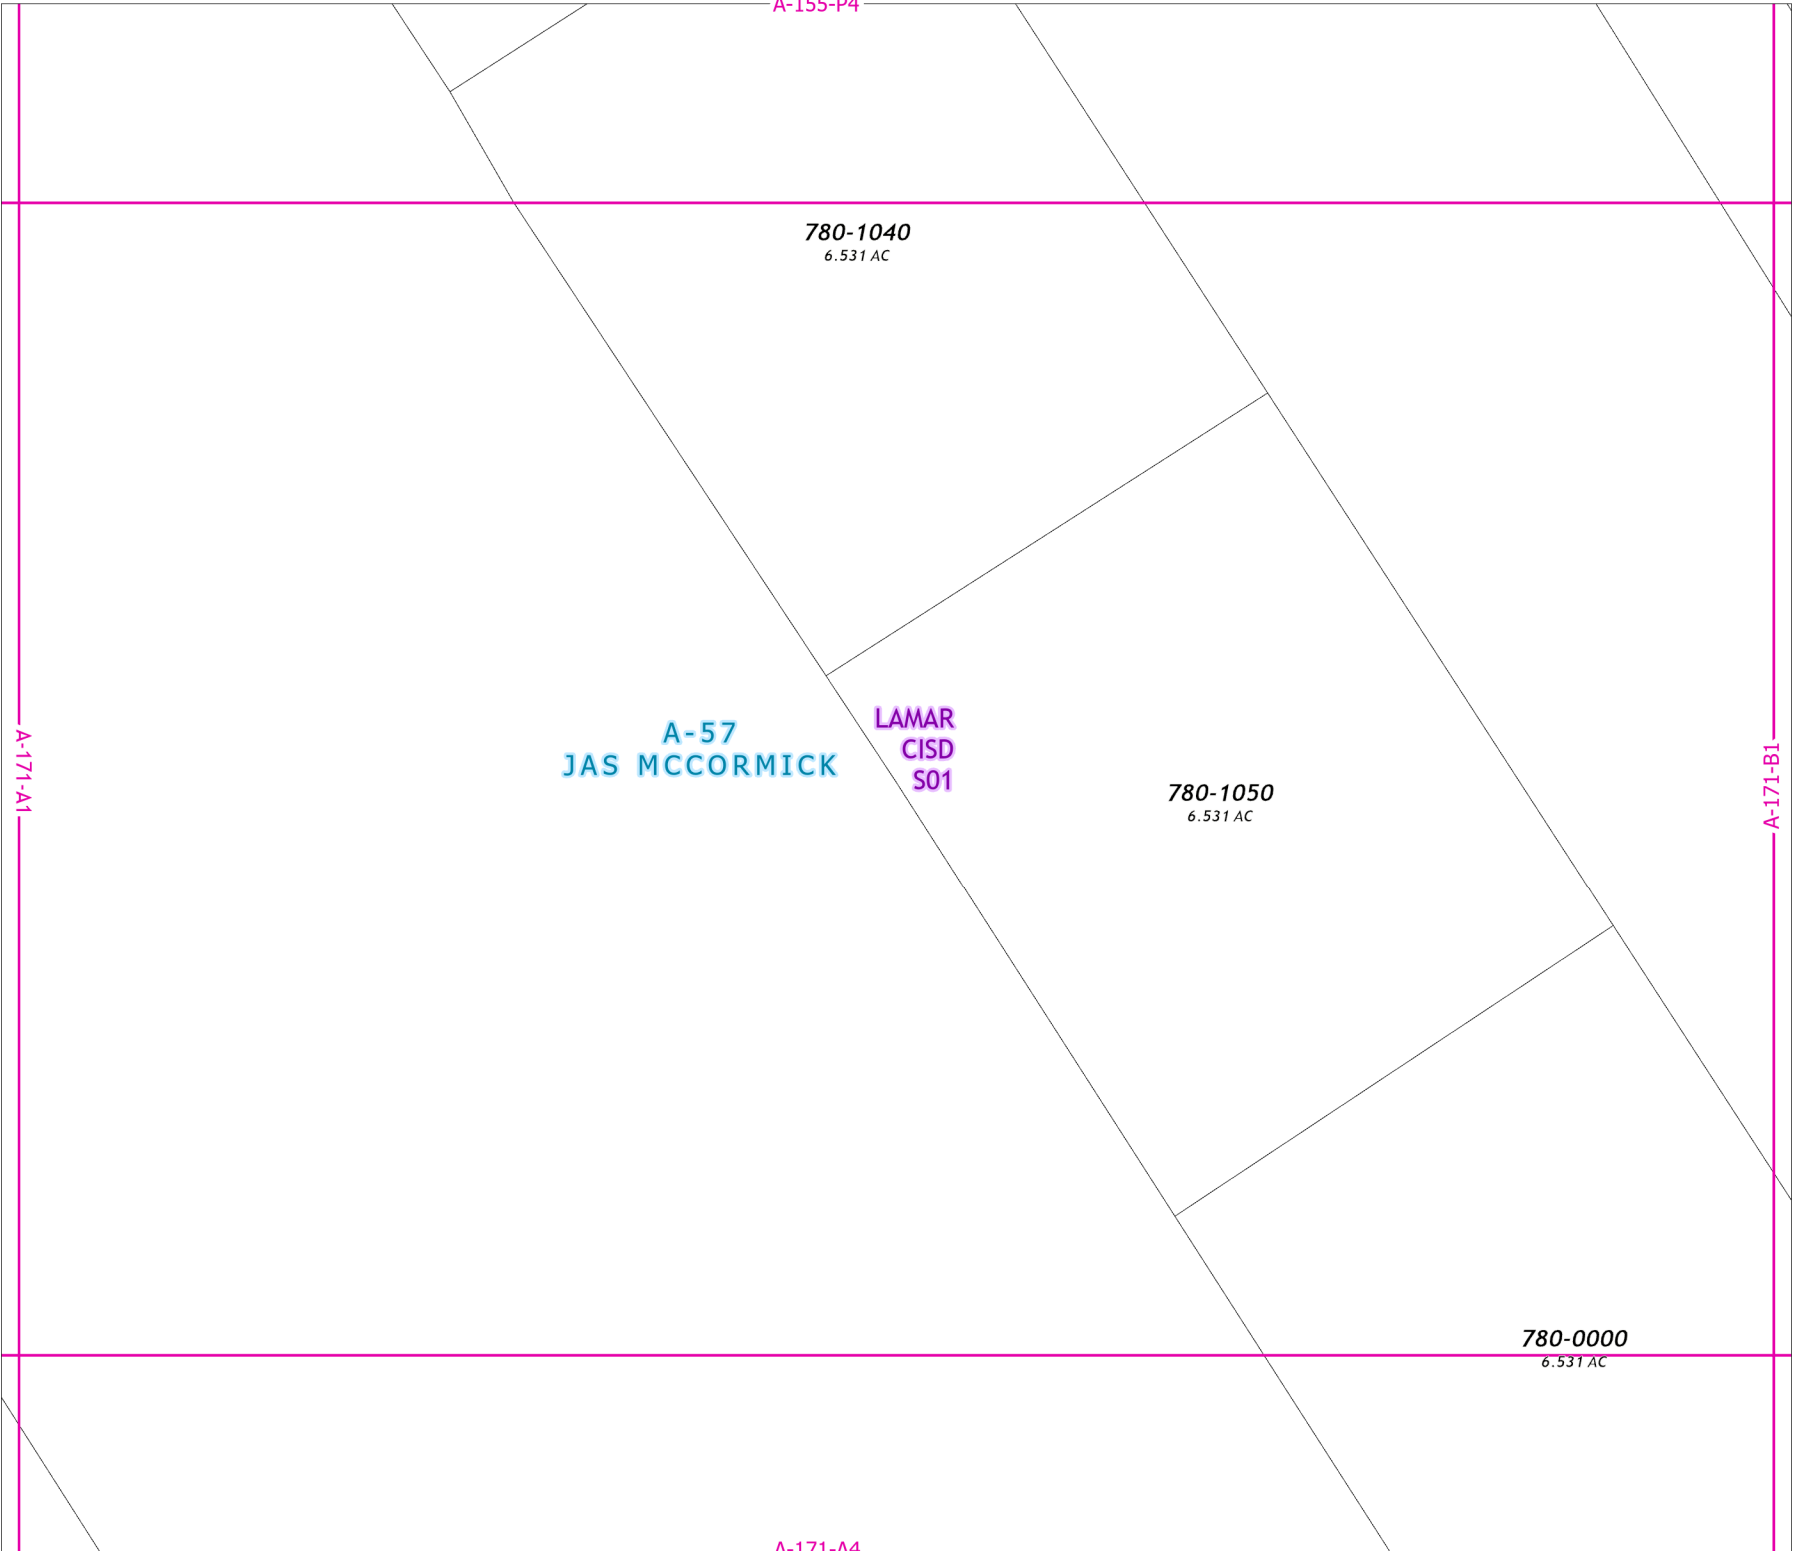 A-155-P4
780-1040
6.531 AC
A-57
JAS MCCORMICK
LAMAR
CISD
S01
A-171-A1
A-171-B1
780-1050
6.531 AC
780-0000
6.531 AC
A-171-A4